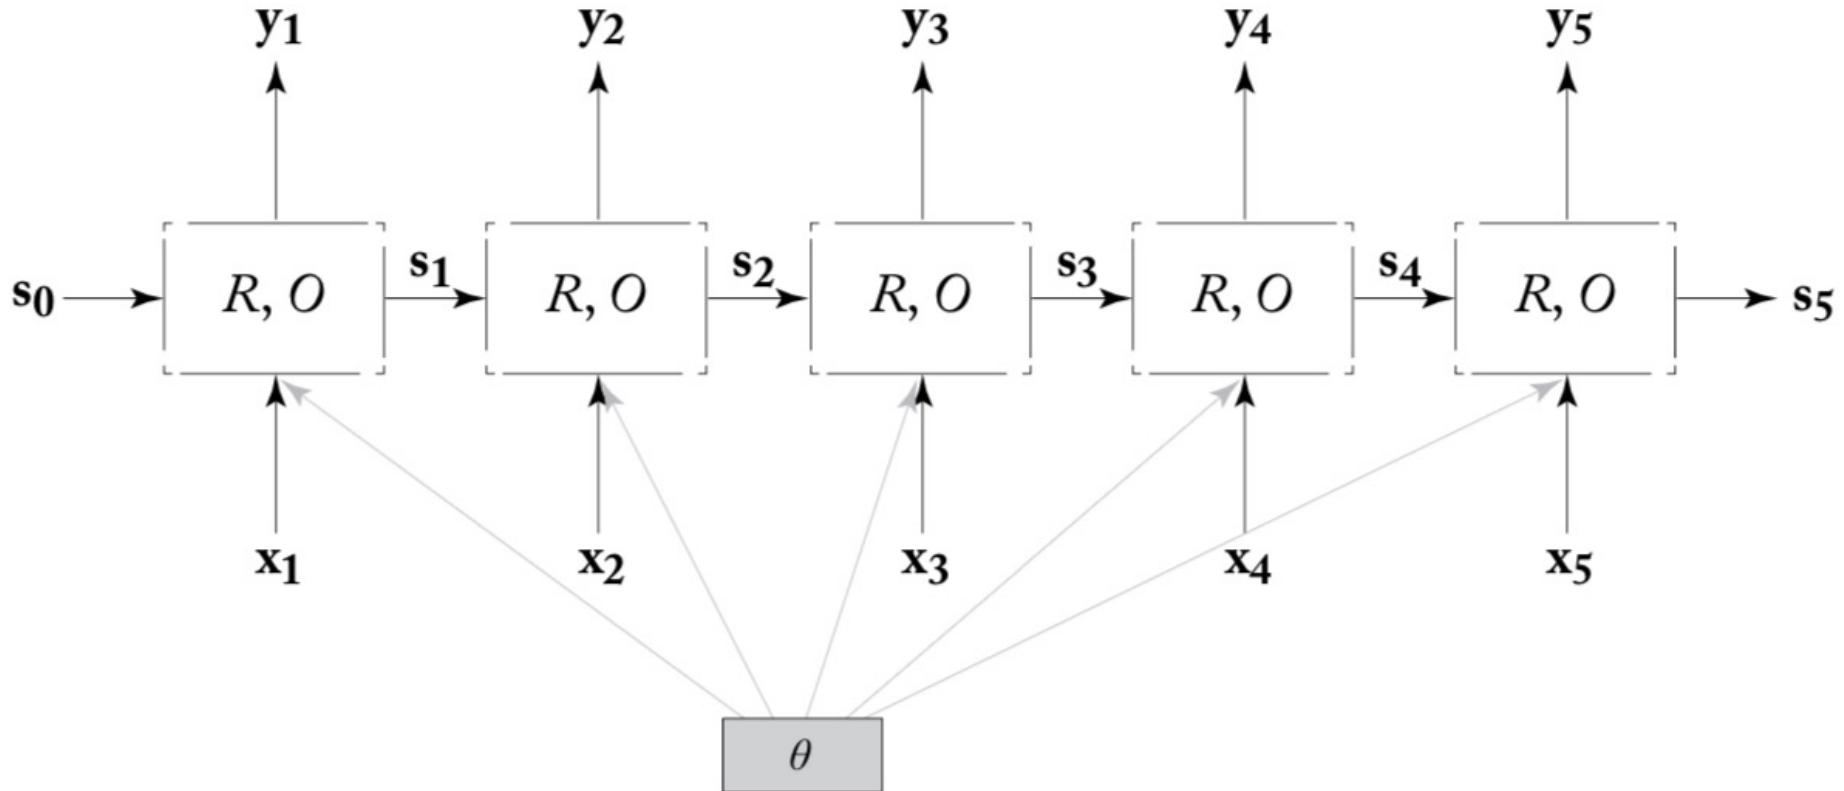 y1 y2 y3 y4 y5
s0 R, O s1 R, O s2 R, O s3 R, O s4 R, O s5
x1 x2 x3 x4 x5
θ